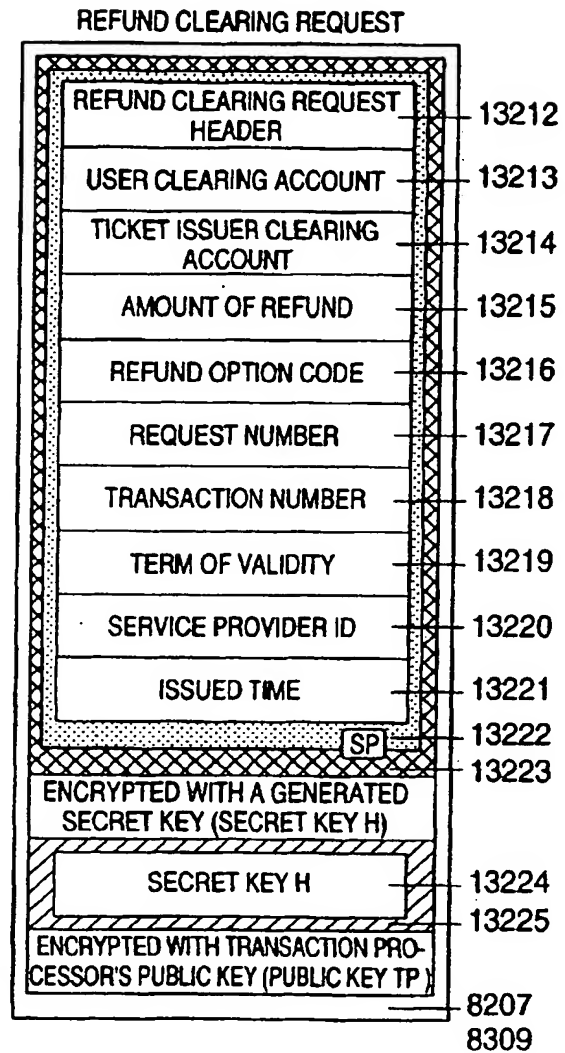 REFUND CLEARING REQUEST
REFUND CLEARING REQUEST
HEADER
13212
USER CLEARING ACCOUNT
13213
TICKET ISSUER CLEARING
ACCOUNT
13214
AMOUNT OF REFUND
13215
REFUND OPTION CODE
13216
REQUEST NUMBER
13217
TRANSACTION NUMBER
13218
TERM OF VALIDITY
13219
SERVICE PROVIDER ID
13220
ISSUED TIME
13221
SP
13222
13223
ENCRYPTED WITH A GENERATED
SECRET KEY (SECRET KEY H)
SECRET KEY H
13224
13225
ENCRYPTED WITH TRANSACTION PRO-
CESSOR'S PUBLIC KEY (PUBLIC KEY TP )
8207
8309